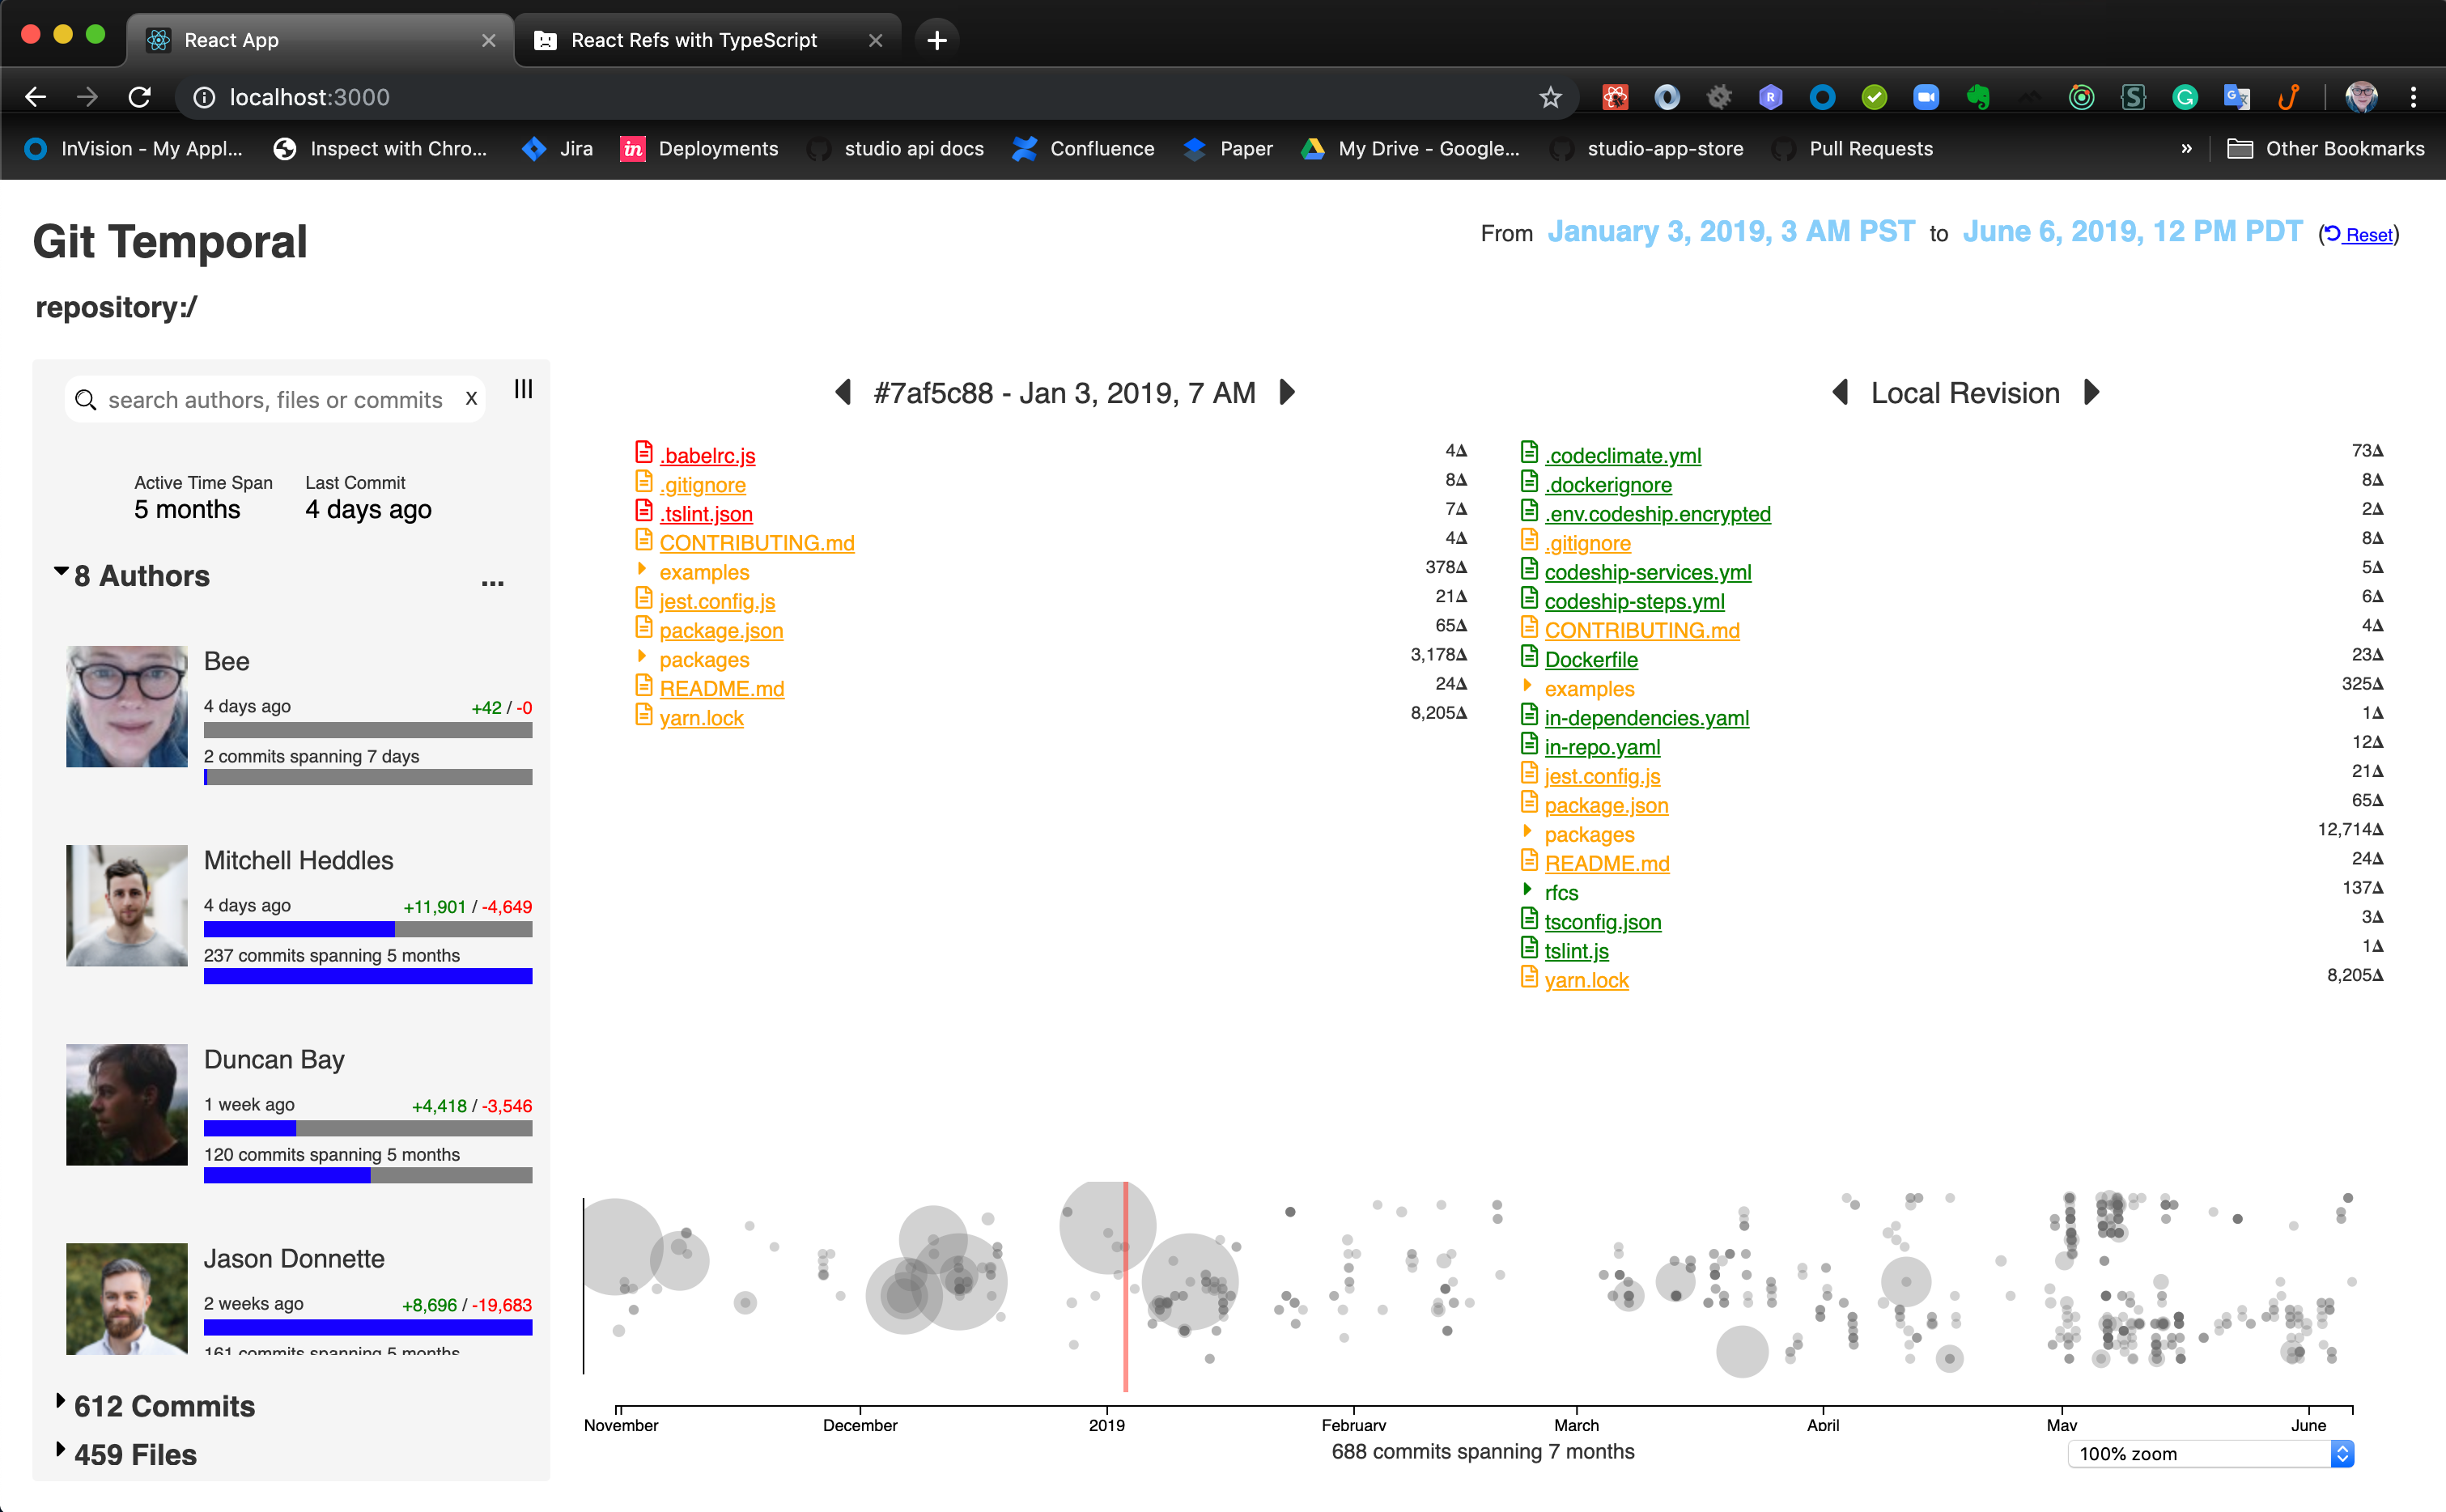 React App
React Refs with TypeScript
localhost:3000
InVision - My Appl...
Inspect with Chro...
Jira
in
Deployments
studio api docs
Confluence
Paper
My Drive - Google...
studio-app-store
Pull Requests
»
Other Bookmarks
Git Temporal
From January 3, 2019, 3 AM PST to June 6, 2019, 12 PM PDT (Reset)
repository:/
search authors, files or commits x
Active Time Span
5 months
Last Commit
4 days ago
8 Authors ...
Bee
4 days ago +42 / -0
2 commits spanning 7 days
Mitchell Heddles
4 days ago +11,901 / -4,649
237 commits spanning 5 months
Duncan Bay
1 week ago +4,418 / -3,546
120 commits spanning 5 months
Jason Donnette
2 weeks ago +8,696 / -19,683
161 commits spanning 5 months
612 Commits
459 Files
#7af5c88 - Jan 3, 2019, 7 AM
.babelrc.js 4Δ
.gitignore 8Δ
.tslint.json 7Δ
CONTRIBUTING.md 4Δ
examples 378Δ
jest.config.js 21Δ
package.json 65Δ
packages 3,178Δ
README.md 24Δ
yarn.lock 8,205Δ
Local Revision
.codeclimate.yml 73Δ
.dockerignore 8Δ
.env.codeship.encrypted 2Δ
.gitignore 8Δ
codeship-services.yml 5Δ
codeship-steps.yml 6Δ
CONTRIBUTING.md 4Δ
Dockerfile 23Δ
examples 325Δ
in-dependencies.yaml 1Δ
in-repo.yaml 12Δ
jest.config.js 21Δ
package.json 65Δ
packages 12,714Δ
README.md 24Δ
rfcs 137Δ
tsconfig.json 3Δ
tslint.js 1Δ
yarn.lock 8,205Δ
November December 2019 February March April May June
688 commits spanning 7 months
100% zoom